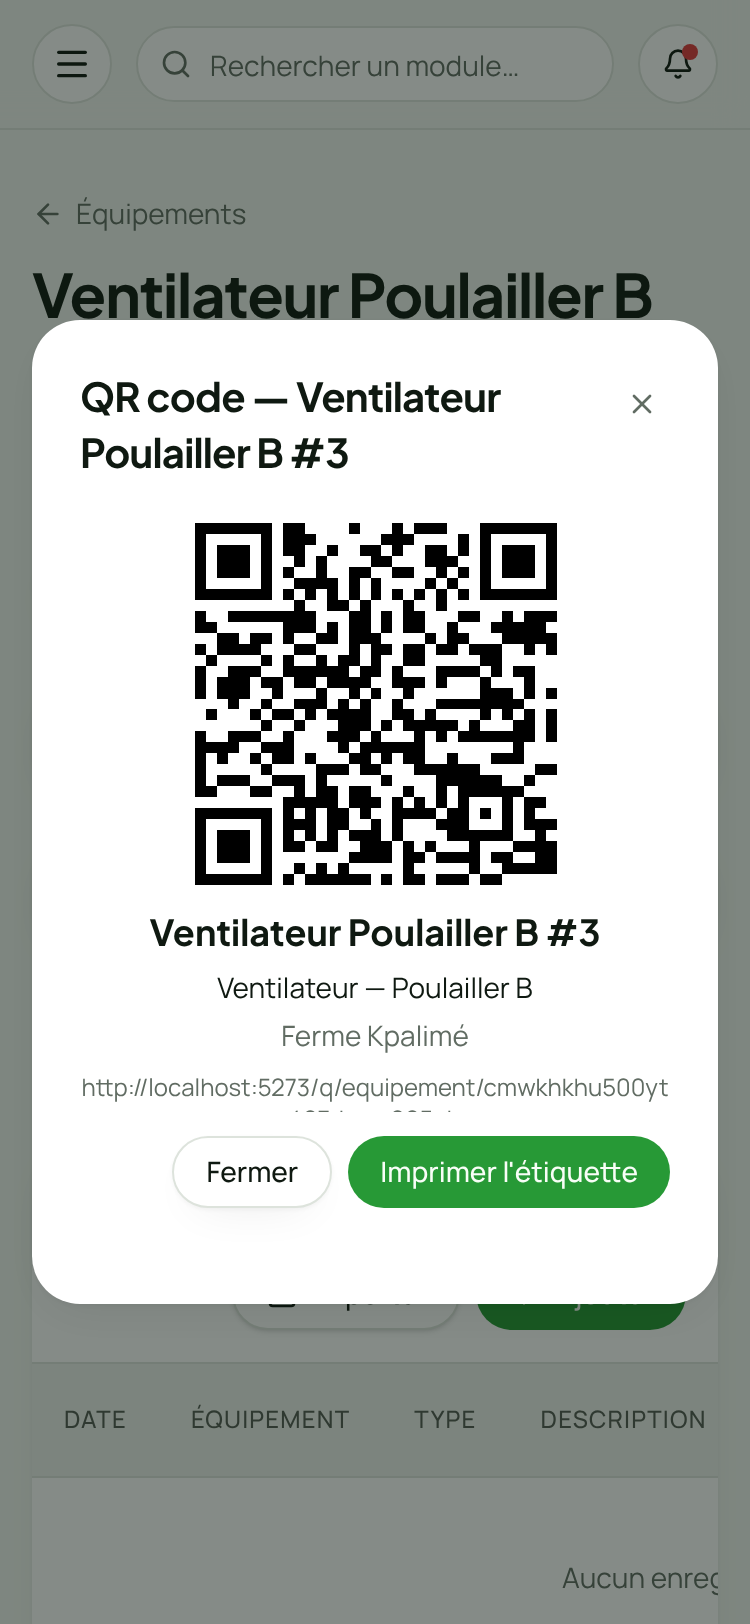 Rechercher un module...
Équipements
Ventilateur Poulailler B
QR code — Ventilateur
Poulailler B #3
Ventilateur Poulailler B #3
Ventilateur — Poulailler B
Ferme Kpalimé
http://localhost:5273/q/equipement/cmwkhkhu500yt
Fermer
Imprimer l'étiquette
DATE
ÉQUIPEMENT
TYPE
DESCRIPTION
Aucun